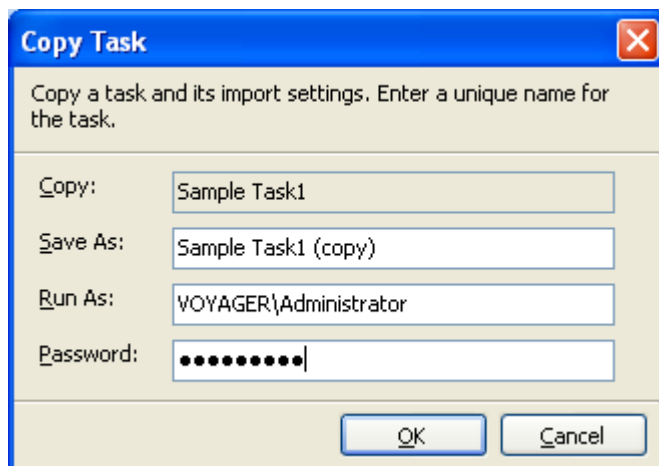 Copy Task
Copy a task and its import settings. Enter a unique name for
the task.
Copy: Sample Task1
Save As: Sample Task1 (copy)
Run As: VOYAGER\Administrator
Password: ●●●●●●●●●
OK Cancel